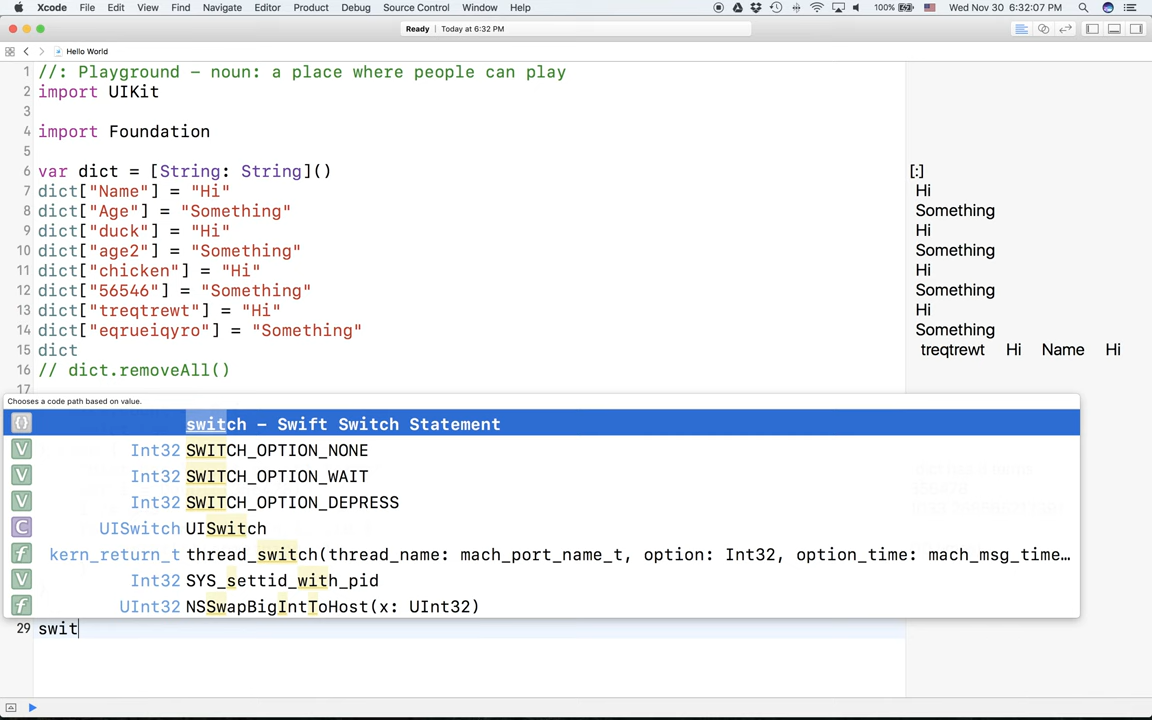 Xcode File Edit View Find Navigate Editor Product Debug Source Control Window Help 100% Wed Nov 30 6:32:07 PM
Ready | Today at 6:32 PM
Hello World
1 //: Playground - noun: a place where people can play
2 import UIKit
3
4 import Foundation
5
6 var dict = [String: String]() [:]
7 dict["Name"] = "Hi" Hi
8 dict["Age"] = "Something" Something
9 dict["duck"] = "Hi" Hi
10 dict["age2"] = "Something" Something
11 dict["chicken"] = "Hi" Hi
12 dict["56546"] = "Something" Something
13 dict["treqtrewt"] = "Hi" Hi
14 dict["eqrueiqyro"] = "Something" Something
15 dict treqtrewt Hi Name Hi
16 // dict.removeAll()
17
Chooses a code path based on value.
{} switch – Swift Switch Statement
V Int32 SWITCH_OPTION_NONE
V Int32 SWITCH_OPTION_WAIT
V Int32 SWITCH_OPTION_DEPRESS
C UISwitch UISwitch
f kern_return_t thread_switch(thread_name: mach_port_name_t, option: Int32, option_time: mach_msg_time…
V Int32 SYS_settid_with_pid
f UInt32 NSSwapBigIntToHost(x: UInt32)
29 swit